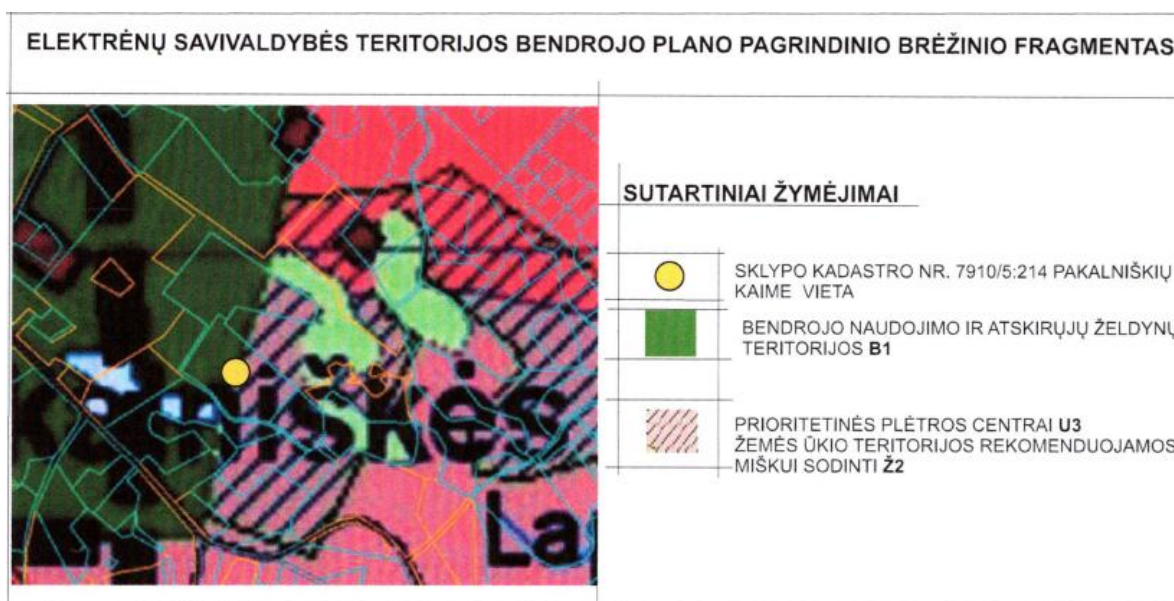 ELEKTRĖNŲ SAVIVALDYBĖS TERITORIJOS BENDROJO PLANO PAGRINDINIO BRĖŽINIO FRAGMENTAS
SUTARTINIAI ŽYMĖJIMAI
SKLYPO KADASTRO NR. 7910/5:214 PAKALNIŠKIŲ
KAIME VIETA
BENDROJO NAUDOJIMO IR ATSKIRŲJŲ ŽELDYNŲ
TERITORIJOS B1
PRIORITETINĖS PLĖTROS CENTRAI U3
ŽEMĖS ŪKIO TERITORIJOS REKOMENDUOJAMOS
MIŠKUI SODINTI Ž2
La